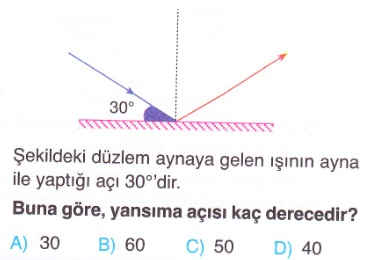 30°
Şekildeki düzlem aynaya gelen ışının ayna
ile yaptığı açı 30°'dir.
Buna göre, yansıma açısı kaç derecedir?
A) 30 B) 60 C) 50 D) 40